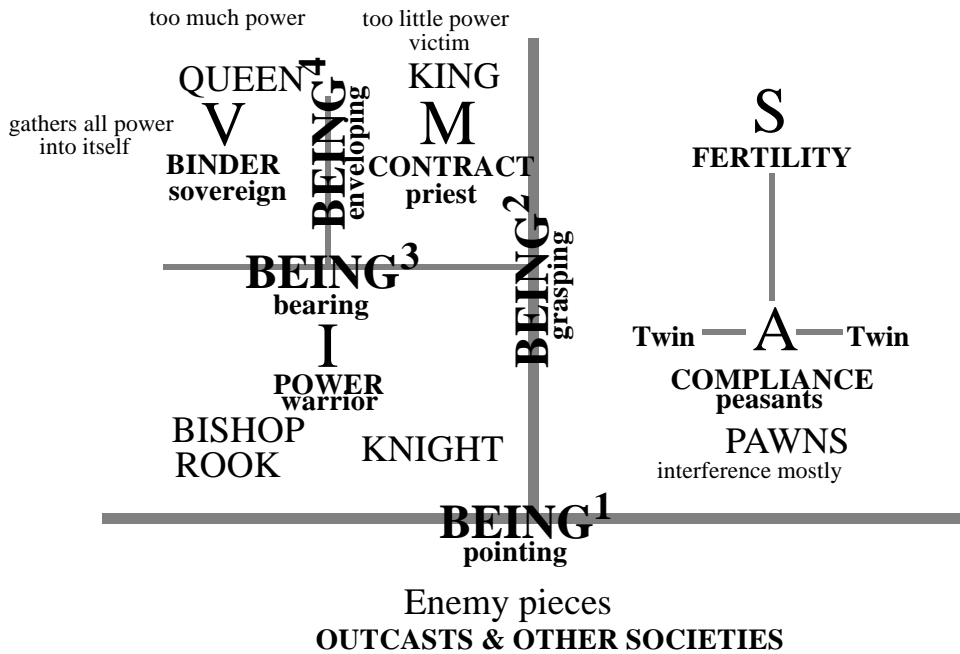 too much power
too little power
victim
QUEEN
KING
V
M
gathers all power
into itself
BINDER
sovereign
BEING4
enveloping
CONTRACT
priest
S
FERTILITY
BEING3
bearing
BEING2
grasping
I
POWER
warrior
BISHOP
ROOK
KNIGHT
Twin
A
Twin
COMPLIANCE
peasants
PAWNS
interference mostly
BEING1
pointing
Enemy pieces
OUTCASTS & OTHER SOCIETIES